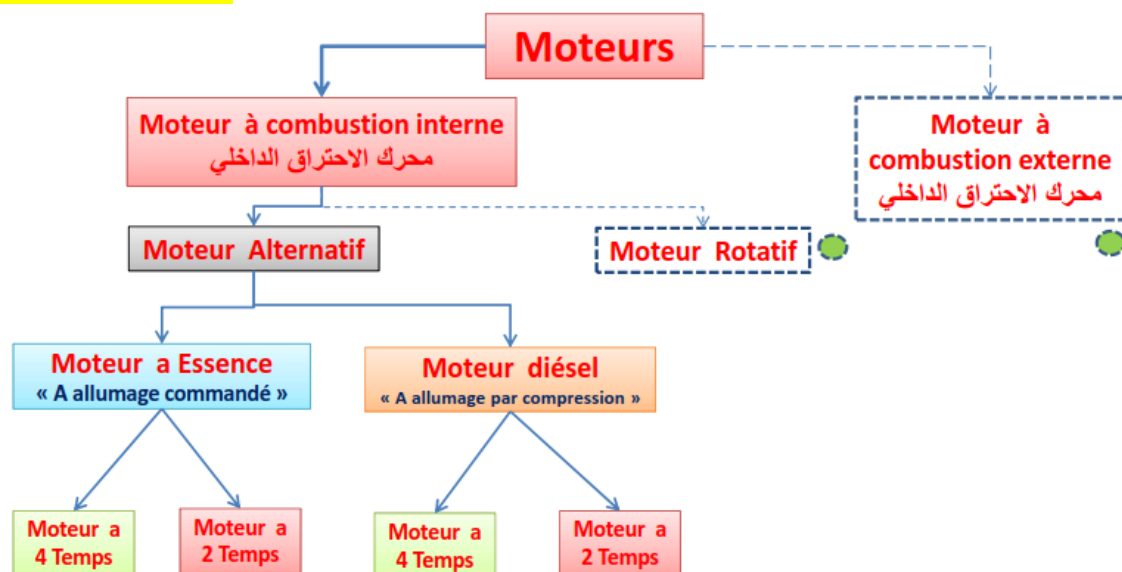 Moteurs
Moteur à combustion interne
محرك الاحتراق الداخلي
Moteur à
combustion externe
محرك الاحتراق الداخلي
Moteur Alternatif
Moteur Rotatif
Moteur a Essence
« A allumage commandé »
Moteur diésel
« A allumage par compression »
Moteur a
4 Temps
Moteur a
2 Temps
Moteur a
4 Temps
Moteur a
2 Temps